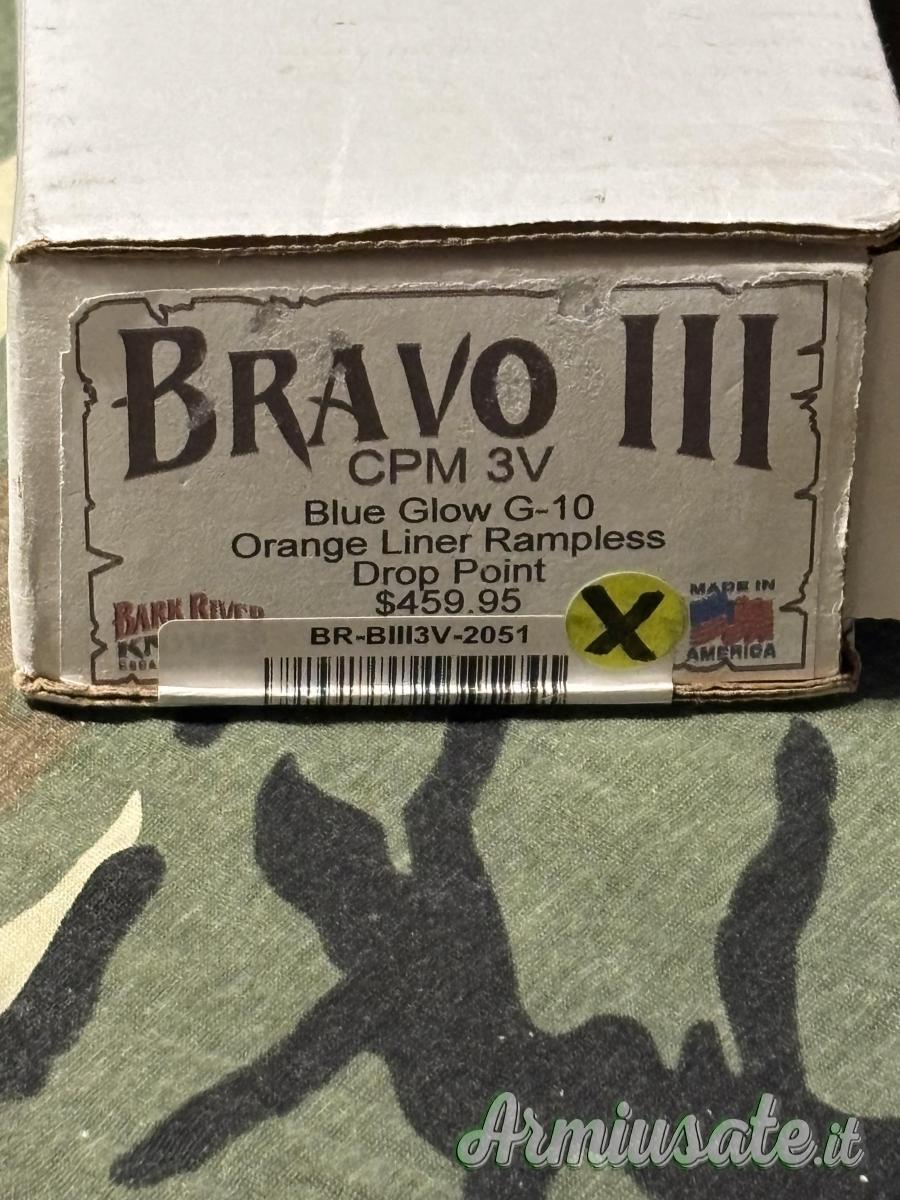 BRAVO III
CPM 3V
Blue Glow G-10
Orange Liner Rampless
Drop Point
$459.95
BARK RIVER
MADE IN
AMERICA
BR-BIII3V-2051
X
Armiusate.it